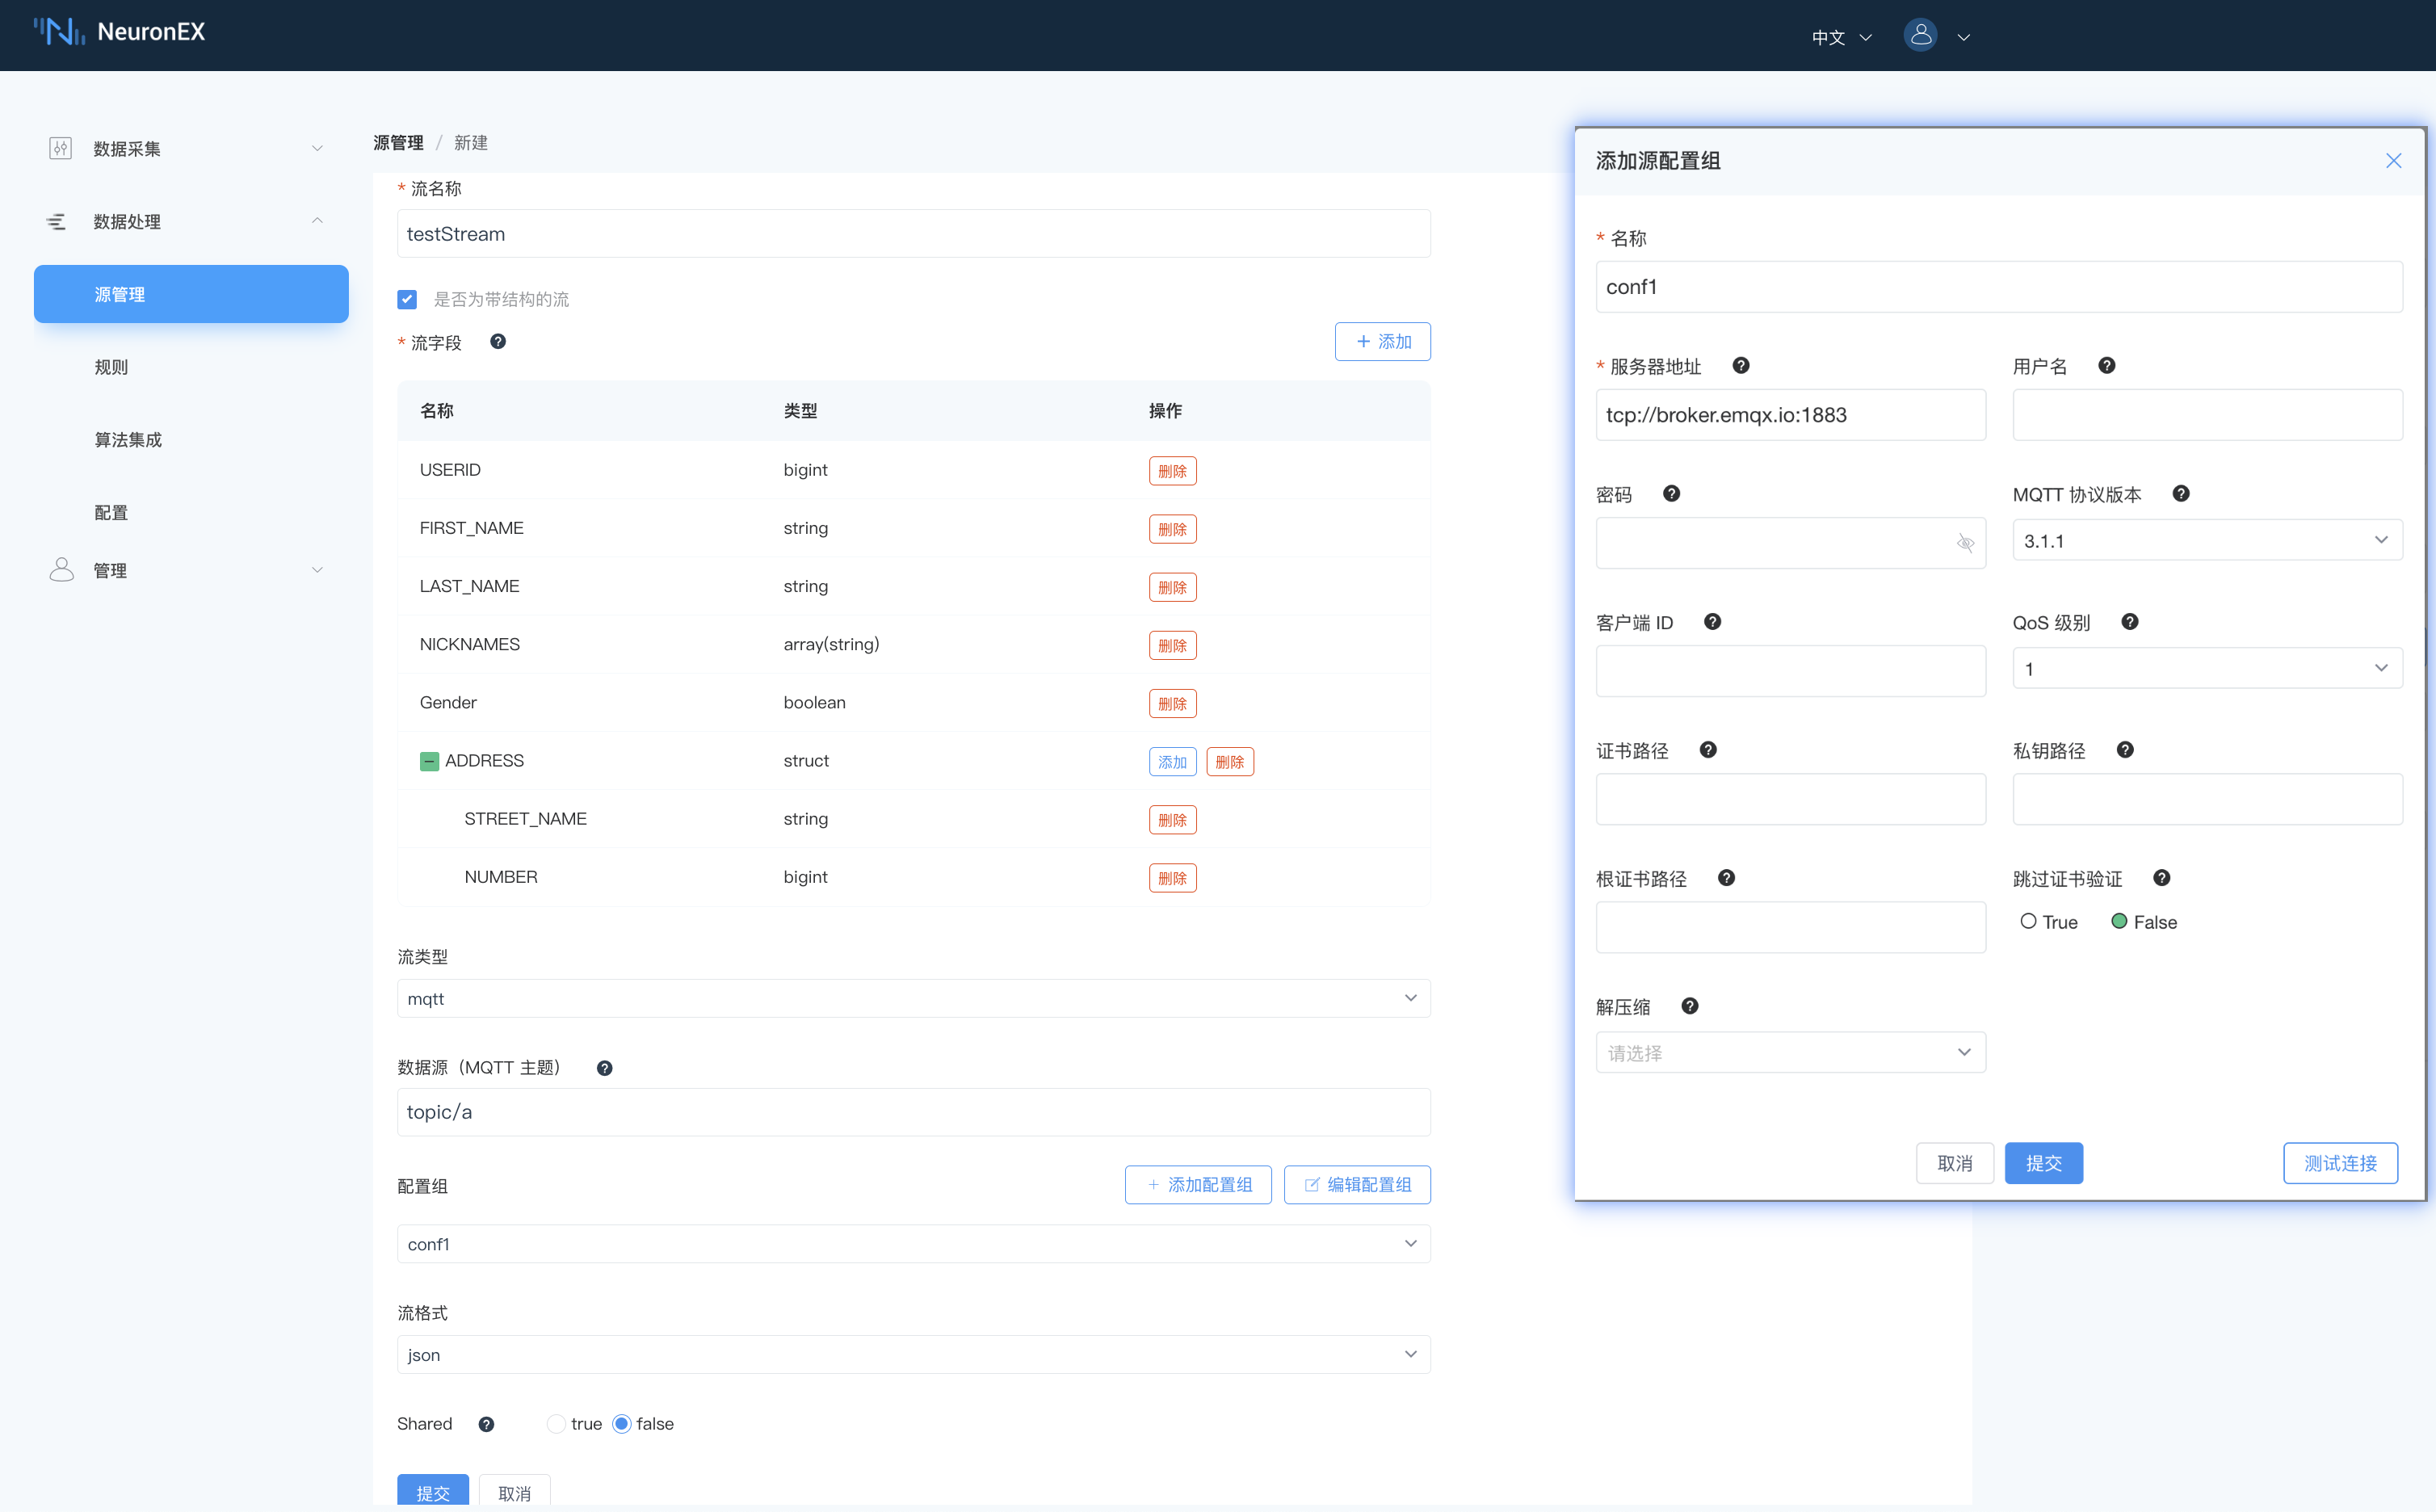 NeuronEX
中文
数据采集
数据处理
源管理
规则
算法集成
配置
管理
源管理 / 新建
* 流名称
testStream
是否为带结构的流
* 流字段
+ 添加
名称 类型 操作
USERID bigint 删除
FIRST_NAME string 删除
LAST_NAME string 删除
NICKNAMES array(string) 删除
Gender boolean 删除
ADDRESS struct 添加 删除
STREET_NAME string 删除
NUMBER bigint 删除
流类型
mqtt
数据源（MQTT 主题）
topic/a
配置组
+ 添加配置组 编辑配置组
conf1
流格式
json
Shared true false
提交 取消
添加源配置组
* 名称
conf1
* 服务器地址 用户名
tcp://broker.emqx.io:1883
密码 MQTT 协议版本
3.1.1
客户端 ID QoS 级别
1
证书路径 私钥路径
根证书路径 跳过证书验证
True False
解压缩
请选择
取消 提交 测试连接